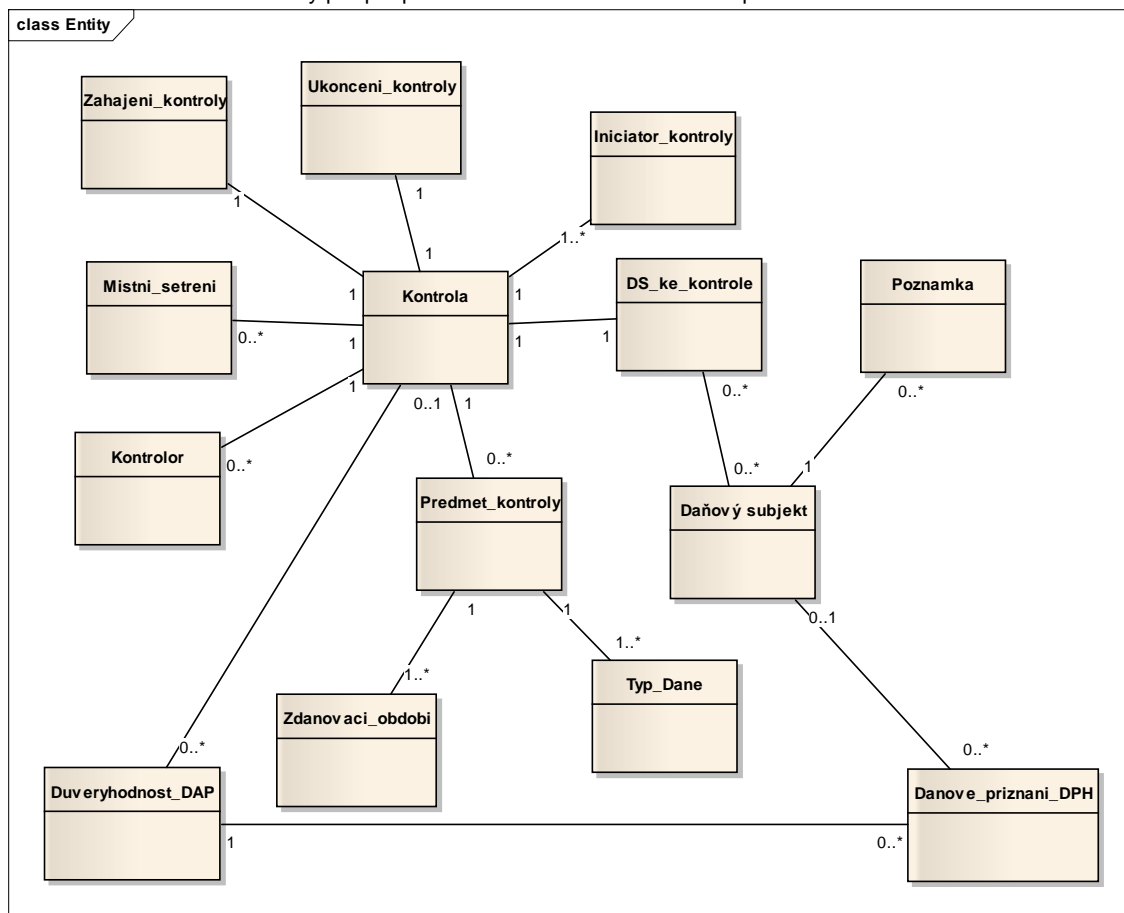 class Entity
Zahajeni_kontroly
Ukonceni_kontroly
Iniciator_kontroly
1
1
1..*
1
1
1
Mistni_setreni
Kontrola
DS_ke_kontrole
Poznamka
0..*
1
1
1
1
0..1
1
0..*
0..*
Kontrolor
0..*
0..*
0..*
1
Predmet_kontroly
Daňový subjekt
1
1
0..1
1..*
1..*
Zdanovaci_obdobi
Typ_Dane
0..*
0..*
Duveryhodnost_DAP
Danove_priznani_DPH
1
0..*